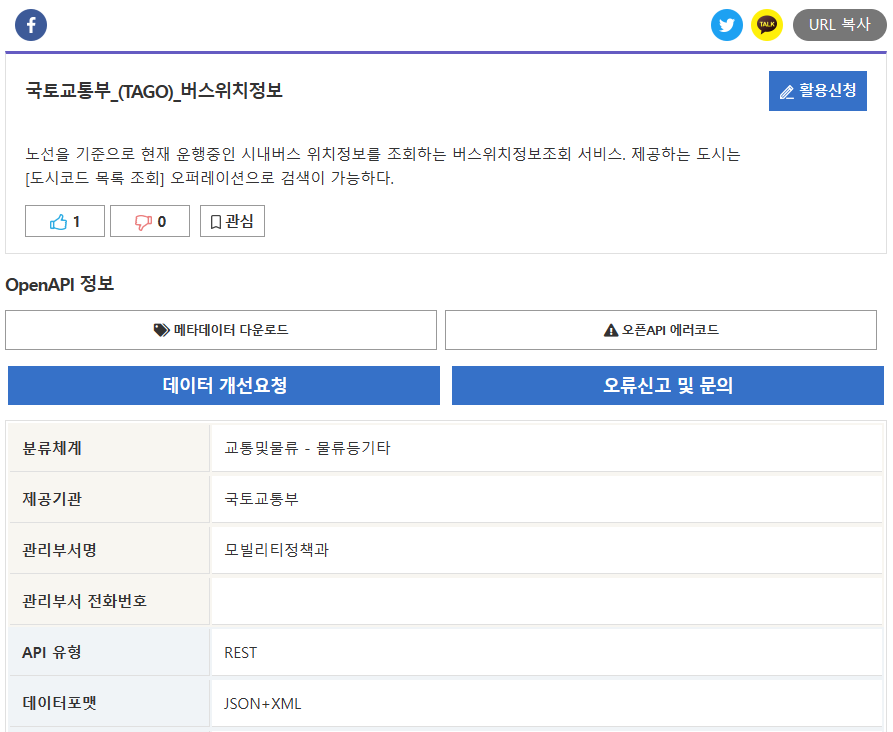 f
TALK
URL 복사
국토교통부_(TAGO)_버스위치정보
활용신청
노선을 기준으로 현재 운행중인 시내버스 위치정보를 조회하는 버스위치정보조회 서비스. 제공하는 도시는
[도시코드 목록 조회] 오퍼레이션으로 검색이 가능하다.
1
0
관심
OpenAPI 정보
메타데이터 다운로드
오픈API 에러코드
데이터 개선요청
오류신고 및 문의
분류체계
교통및물류 - 물류등기타
제공기관
국토교통부
관리부서명
모빌리티정책과
관리부서 전화번호
API 유형
REST
데이터포맷
JSON+XML